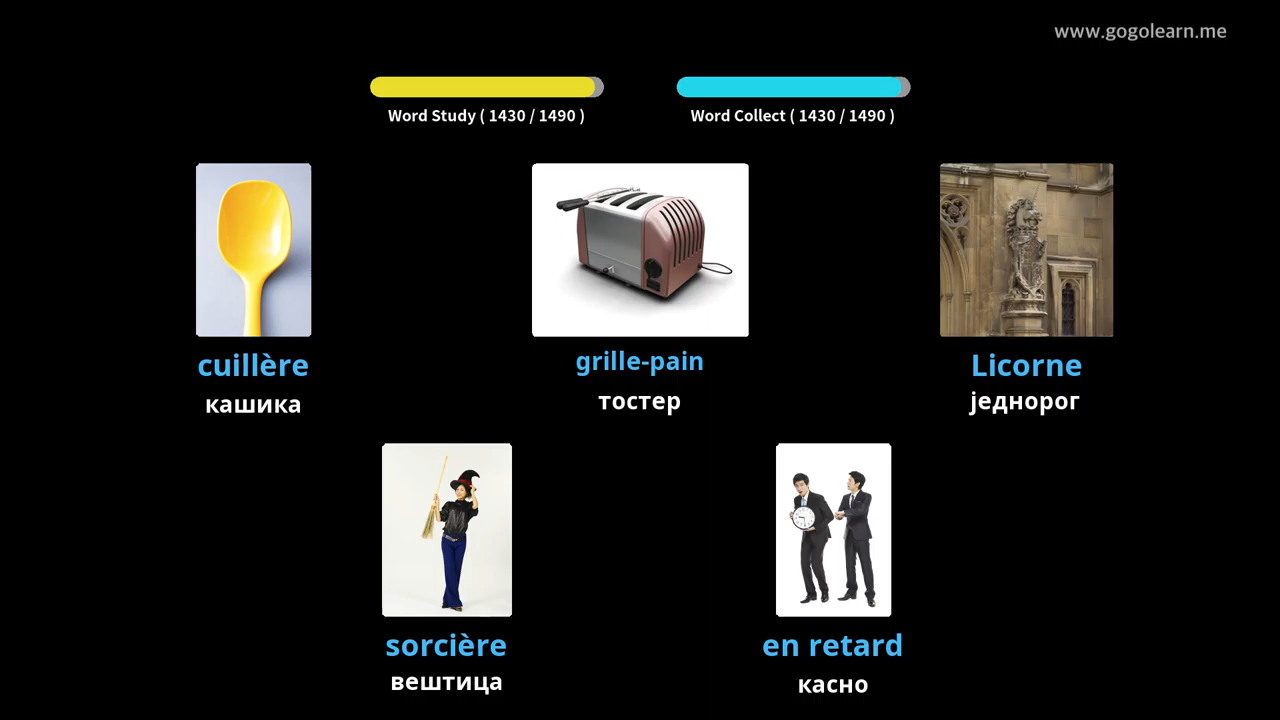 www.gogolearn.me
Word Study ( 1430 / 1490 )
Word Collect ( 1430 / 1490 )
cuillère
кашика
grille-pain
тостер
Licorne
једнорог
sorcière
вештица
en retard
касно